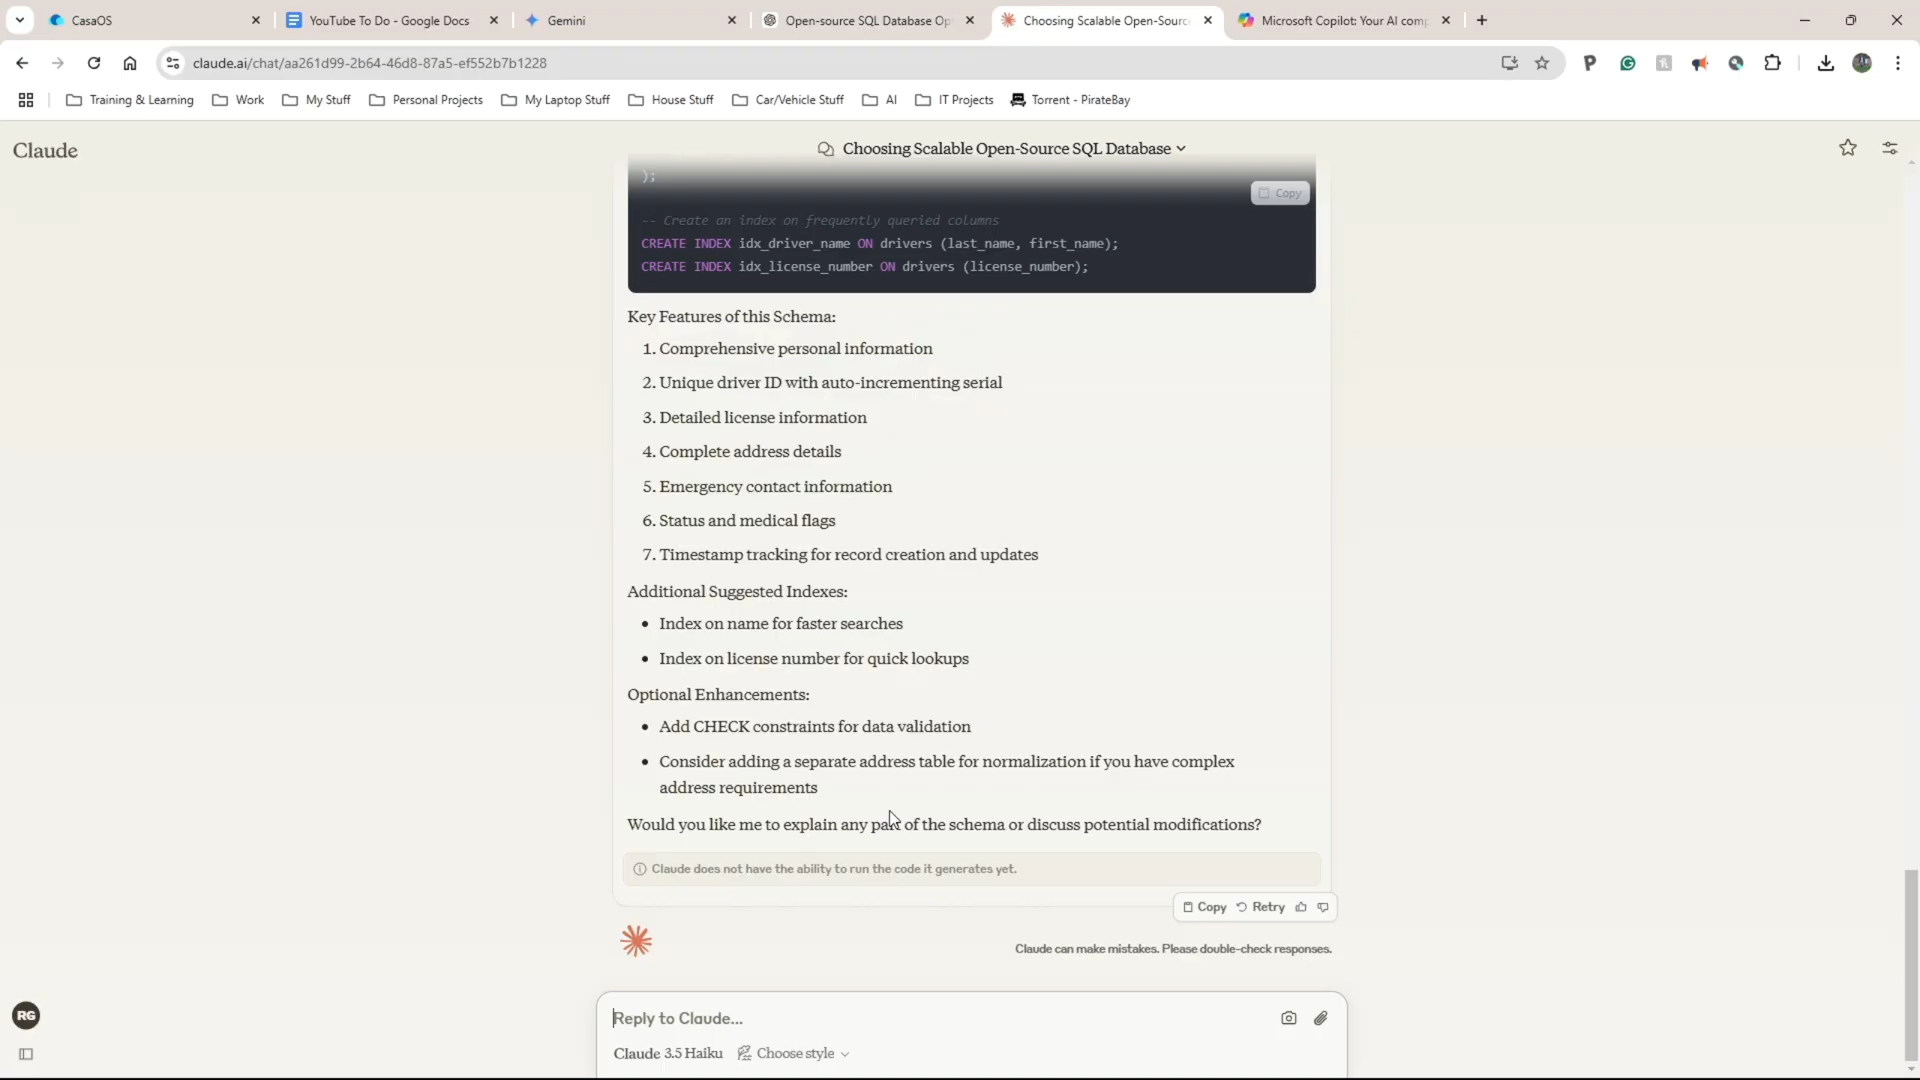 CasaOS
YouTube To Do - Google Docs
Gemini
Open-source SQL Database Op
Choosing Scalable Open-Sourc
Microsoft Copilot: Your AI com
claude.ai/chat/aa261d99-2b64-46d8-87a5-ef552b7b1228
Training & Learning
Work
My Stuff
Personal Projects
My Laptop Stuff
House Stuff
Car/Vehicle Stuff
AI
IT Projects
Torrent - PirateBay
Claude
Choosing Scalable Open-Source SQL Database
);
Copy
-- Create an index on frequently queried columns
CREATE INDEX idx_driver_name ON drivers (last_name, first_name);
CREATE INDEX idx_license_number ON drivers (license_number);
Key Features of this Schema:
1. Comprehensive personal information
2. Unique driver ID with auto-incrementing serial
3. Detailed license information
4. Complete address details
5. Emergency contact information
6. Status and medical flags
7. Timestamp tracking for record creation and updates
Additional Suggested Indexes:
• Index on name for faster searches
• Index on license number for quick lookups
Optional Enhancements:
• Add CHECK constraints for data validation
• Consider adding a separate address table for normalization if you have complex
address requirements
Would you like me to explain any part of the schema or discuss potential modifications?
Claude does not have the ability to run the code it generates yet.
Copy Retry
Claude can make mistakes. Please double-check responses.
RG
Reply to Claude...
Claude 3.5 Haiku Choose style